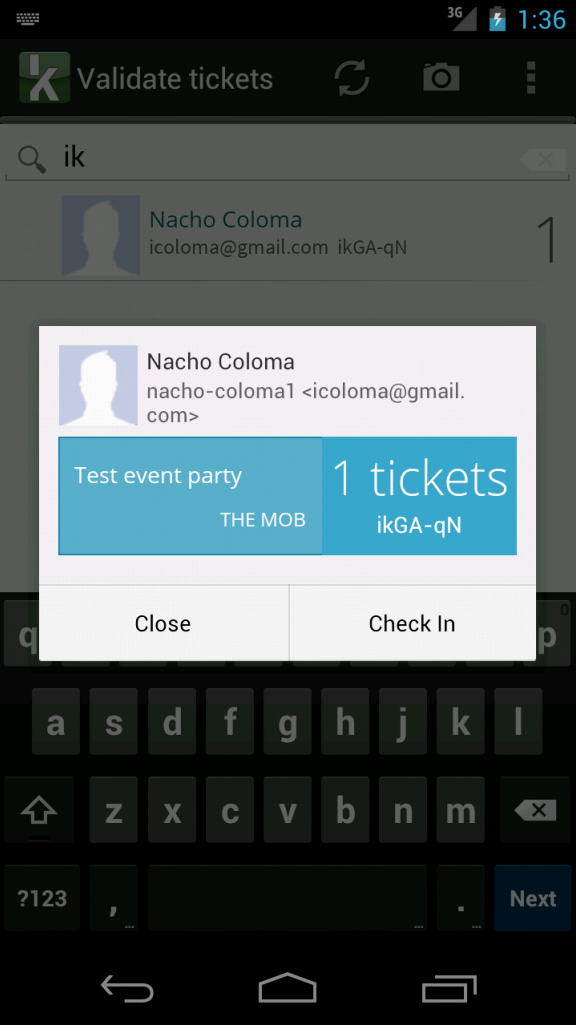 3G 1:36
k Validate tickets
ik
Nacho Coloma
icoloma@gmail.com ikGA-qN
1
Nacho Coloma
nacho-coloma1 <icoloma@gmail.
com>
Test event party
THE MOB
1 tickets
ikGA-qN
Close
Check In
0
q p
a s d f g h j k l
z x c v b n m
?123 , ... ... . ... Next